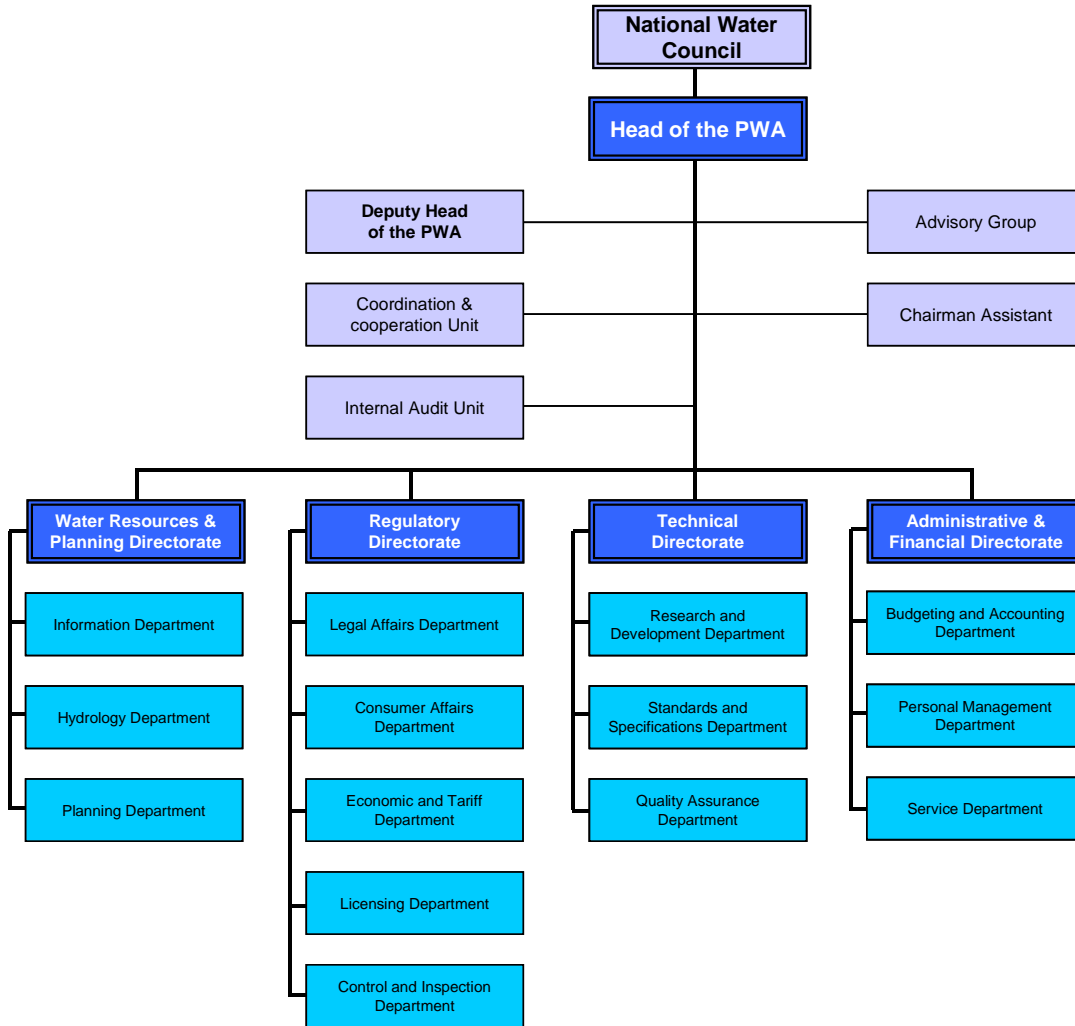 National Water
Council
Head of the PWA
Deputy Head
of the PWA
Advisory Group
Coordination &
cooperation Unit
Chairman Assistant
Internal Audit Unit
Water Resources &
Planning Directorate
Regulatory
Directorate
Technical
Directorate
Administrative &
Financial Directorate
Information Department
Legal Affairs Department
Research and
Development Department
Budgeting and Accounting
Department
Hydrology Department
Consumer Affairs
Department
Standards and
Specifications Department
Personal Management
Department
Planning Department
Economic and Tariff
Department
Quality Assurance
Department
Service Department
Licensing Department
Control and Inspection
Department